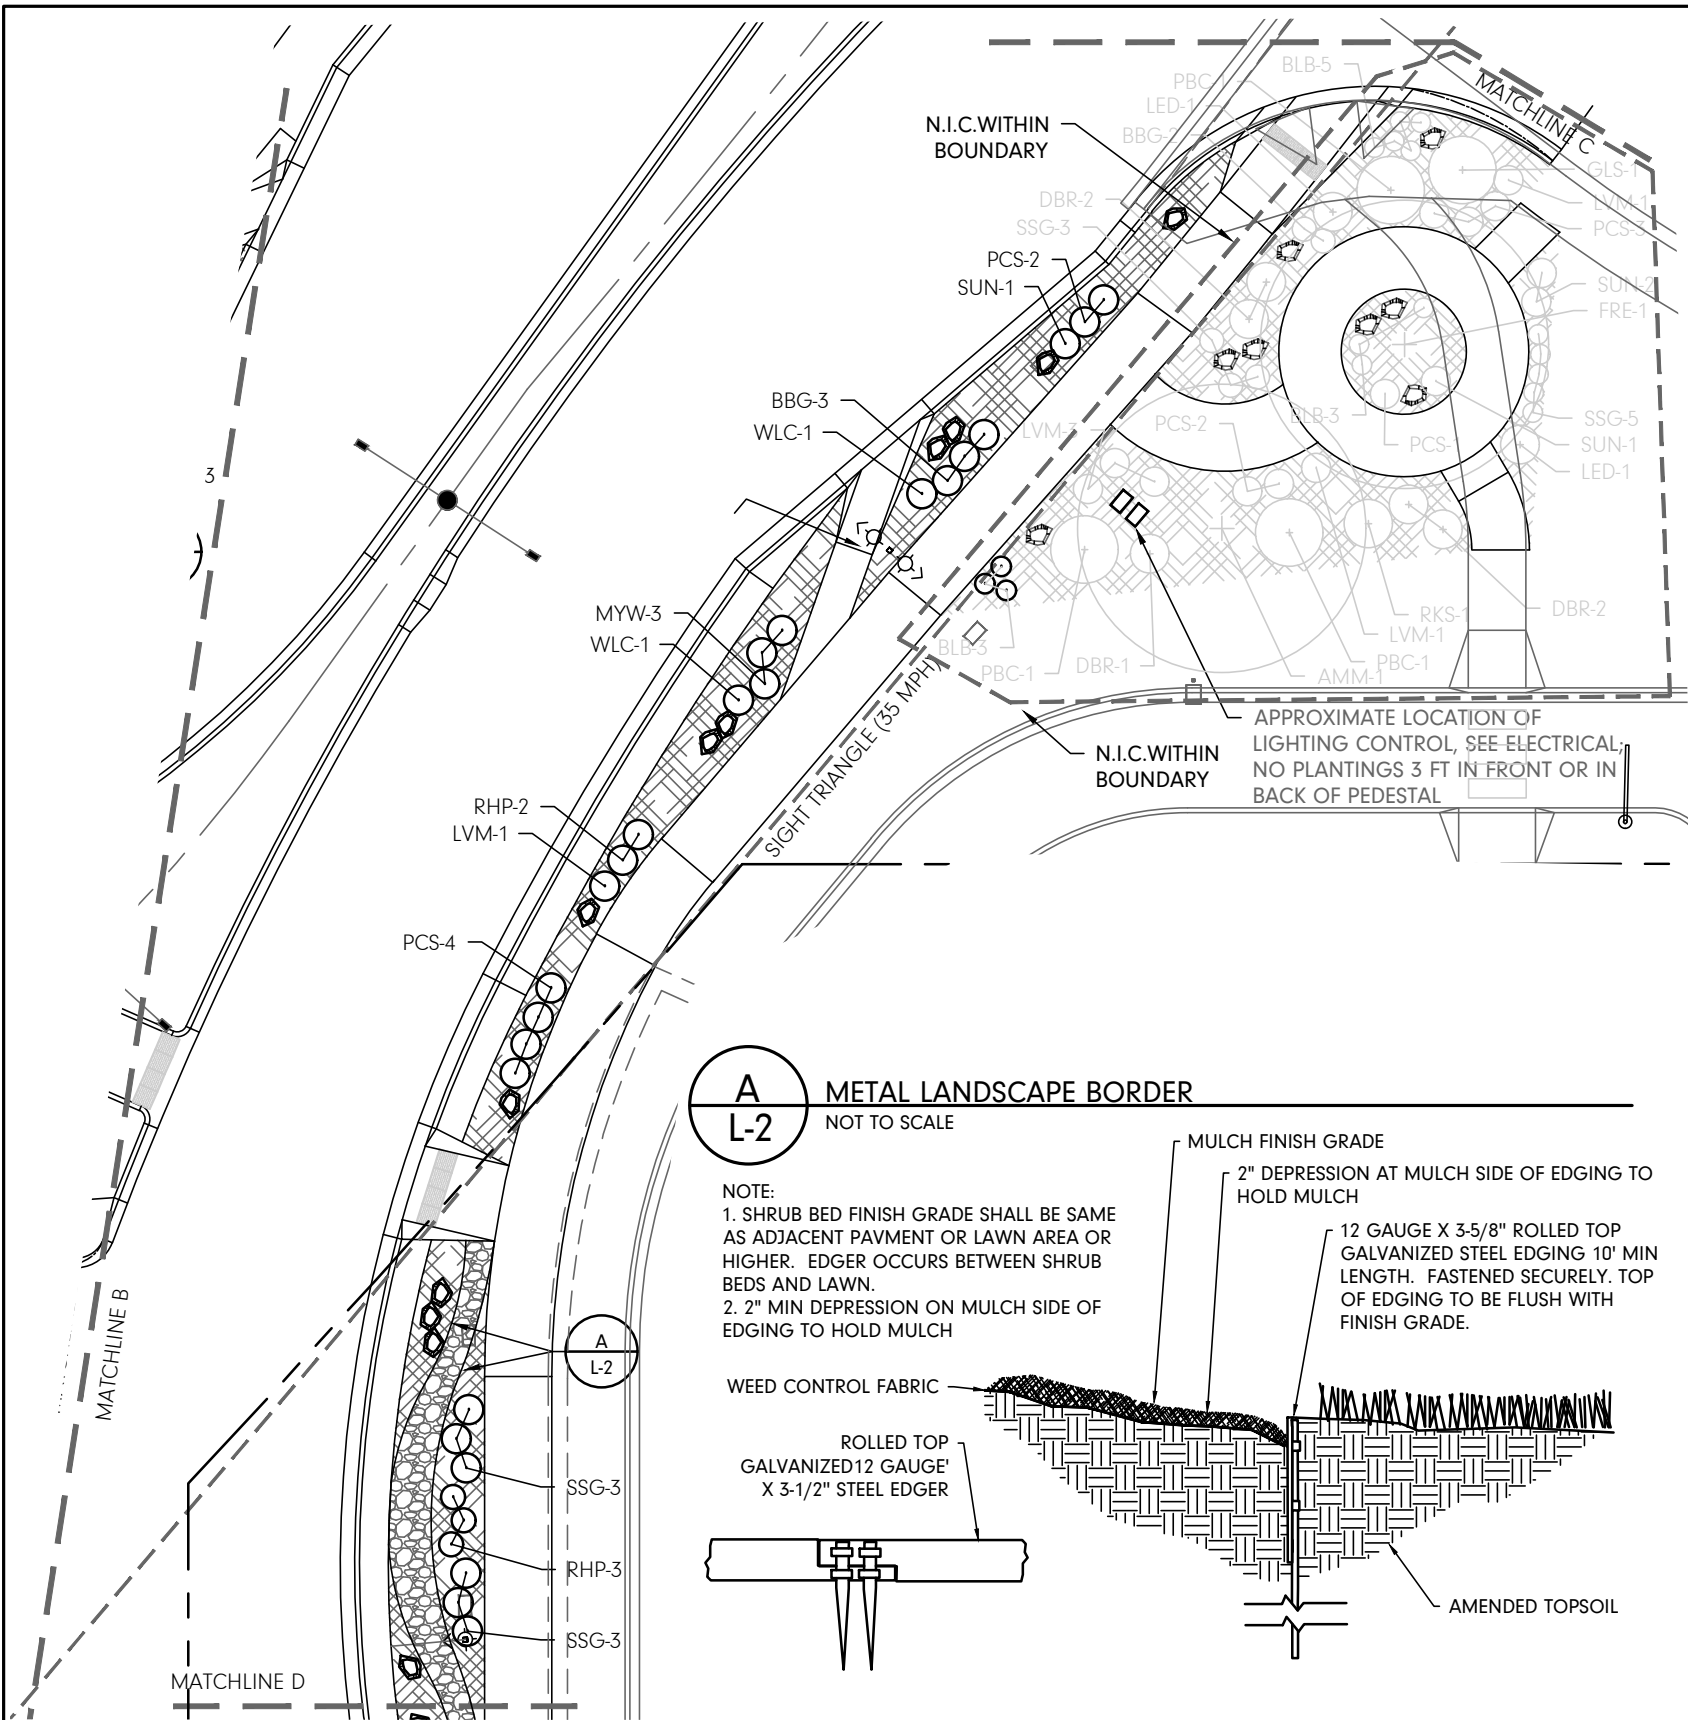 BLB-5
PBC-1
LED-1
BBG-2
MATCHLINE C
N.I.C.WITHIN
BOUNDARY
GLS-1
LVM-1
PCS-3
DBR-2
SSG-3
PCS-2
SUN-1
SUN-2
FRE-1
BBG-3
WLC-1
LVM-3
PCS-2
BLB-3
PCS-1
SSG-5
SUN-1
LED-1
3
MYW-3
WLC-1
BLB-3
PBC-1
DBR-1
AMM-1
PBC-1
LVM-1
RKS-1
DBR-2
SIGHT TRIANGLE (35 MPH)
N.I.C.WITHIN
BOUNDARY
APPROXIMATE LOCATION OF
LIGHTING CONTROL, SEE ELECTRICAL;
NO PLANTINGS 3 FT IN FRONT OR IN
BACK OF PEDESTAL
RHP-2
LVM-1
PCS-4
A
L-2
METAL LANDSCAPE BORDER
NOT TO SCALE
NOTE:
1. SHRUB BED FINISH GRADE SHALL BE SAME
AS ADJACENT PAVMENT OR LAWN AREA OR
HIGHER. EDGER OCCURS BETWEEN SHRUB
BEDS AND LAWN.
2. 2" MIN DEPRESSION ON MULCH SIDE OF
EDGING TO HOLD MULCH
MULCH FINISH GRADE
2" DEPRESSION AT MULCH SIDE OF EDGING TO
HOLD MULCH
12 GAUGE X 3-5/8" ROLLED TOP
GALVANIZED STEEL EDGING 10' MIN
LENGTH. FASTENED SECURELY. TOP
OF EDGING TO BE FLUSH WITH
FINISH GRADE.
WEED CONTROL FABRIC
ROLLED TOP
GALVANIZED12 GAUGE'
X 3-1/2" STEEL EDGER
AMENDED TOPSOIL
MATCHLINE B
A
L-2
SSG-3
RHP-3
SSG-3
MATCHLINE D